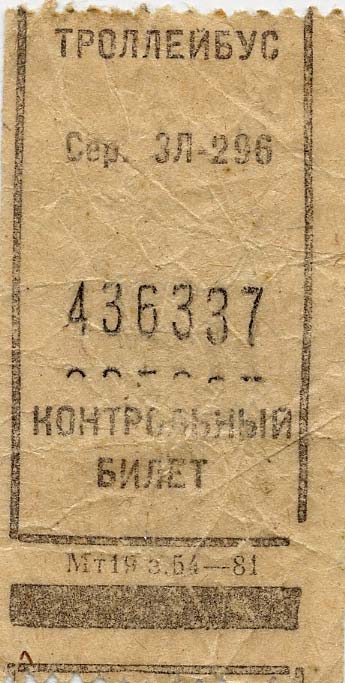 ТРОЛЛЕЙБУС
Сер. ЗЛ-296
436337
КОНТРОЛЬНЫЙ
БИЛЕТ
Мт19 з.54—81